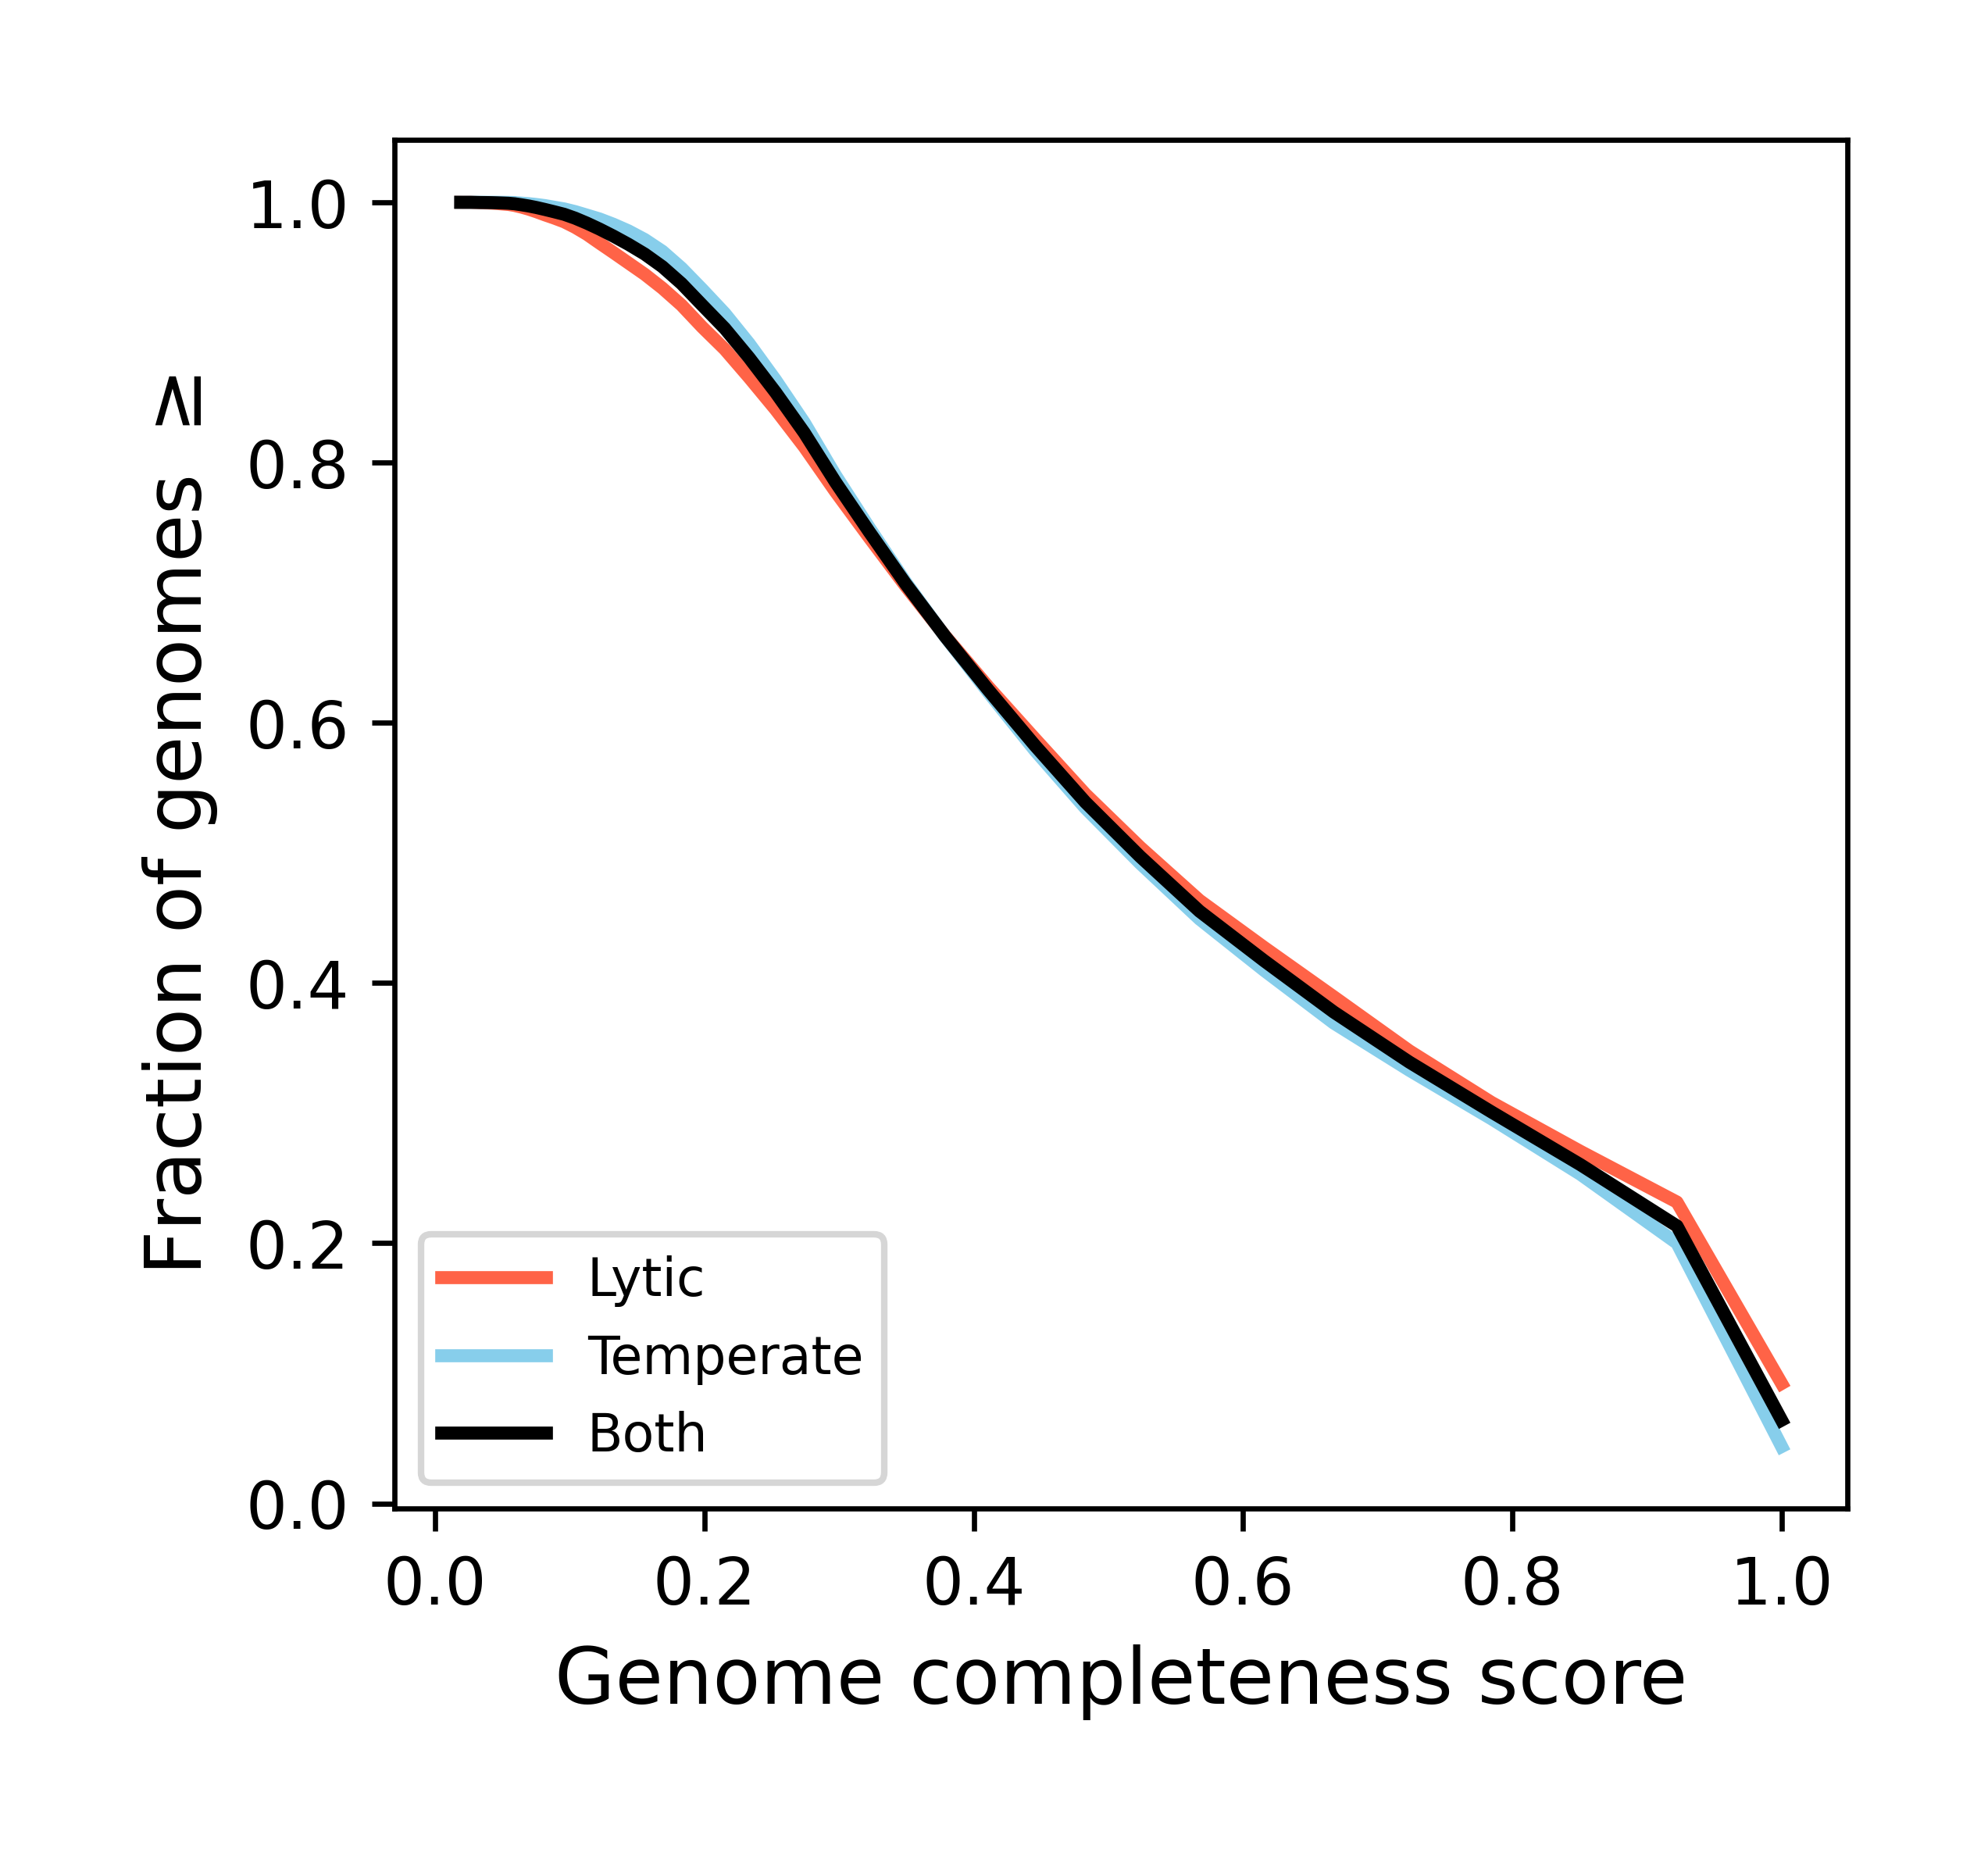 Fraction of genomes ≥
1.0
0.8
0.6
0.4
0.2
0.0
Lytic
Temperate
Both
0.0 0.2 0.4 0.6 0.8 1.0
Genome completeness score